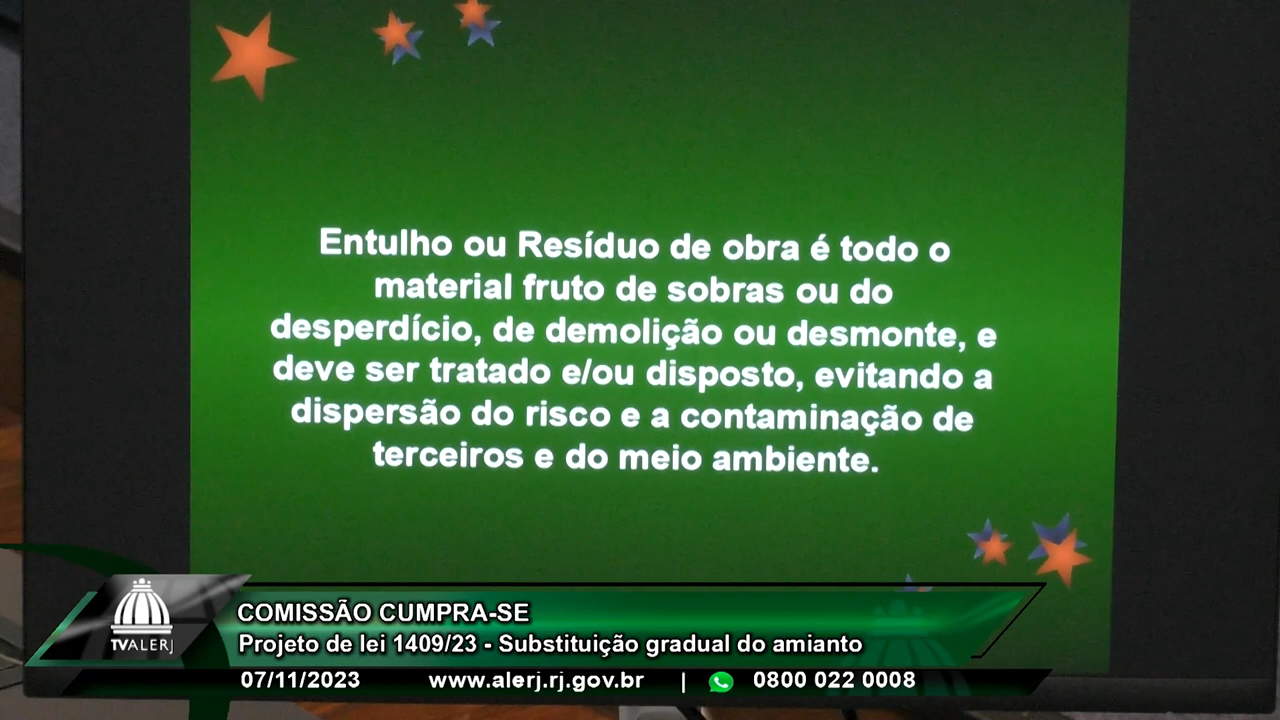 Entulho ou Resíduo de obra é todo o
material fruto de sobras ou do
desperdício, de demolição ou desmonte, e
deve ser tratado e/ou disposto, evitando a
dispersão do risco e a contaminação de
terceiros e do meio ambiente.
COMISSÃO CUMPRA-SE
Projeto de lei 1409/23 - Substituição gradual do amianto
TVALERJ
07/11/2023 www.alerj.rj.gov.br | 0800 022 0008